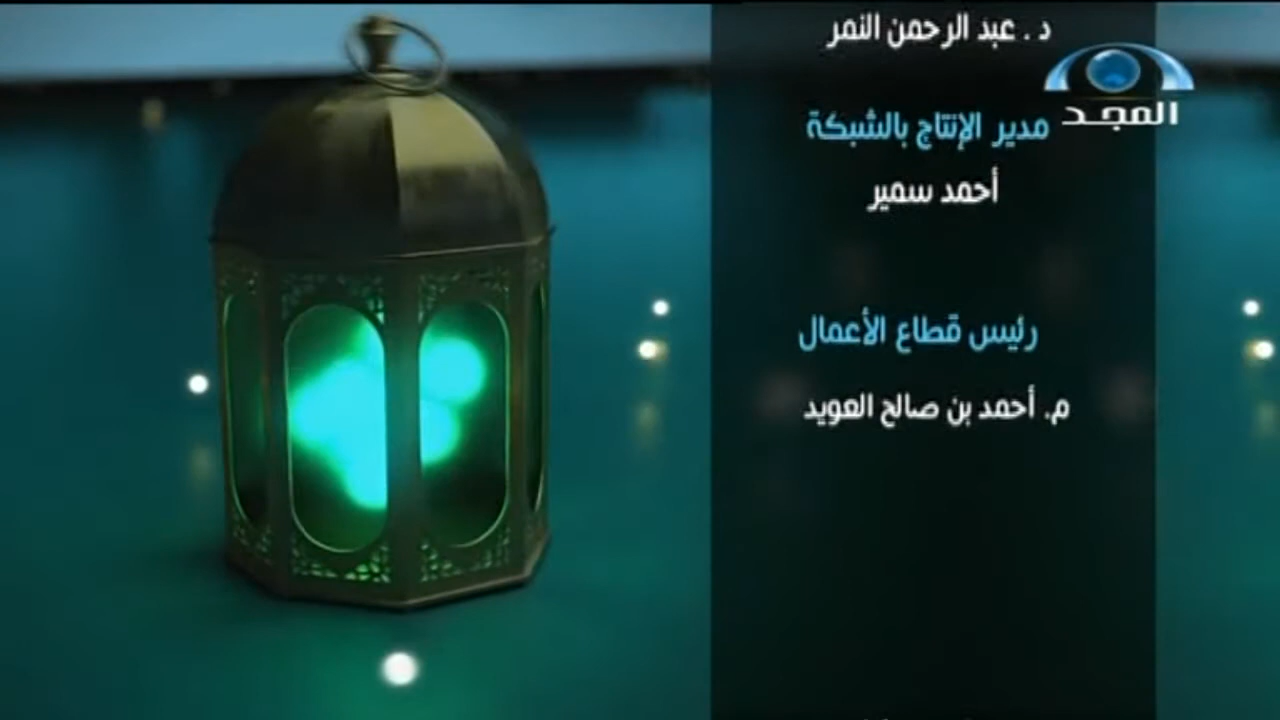 د . عبد الرحمن النمر
المجد
مدير الإنتاج بالشبكة
أحمد سمير
رئيس قطاع الأعمال
م. أحمد بن صالح العويد